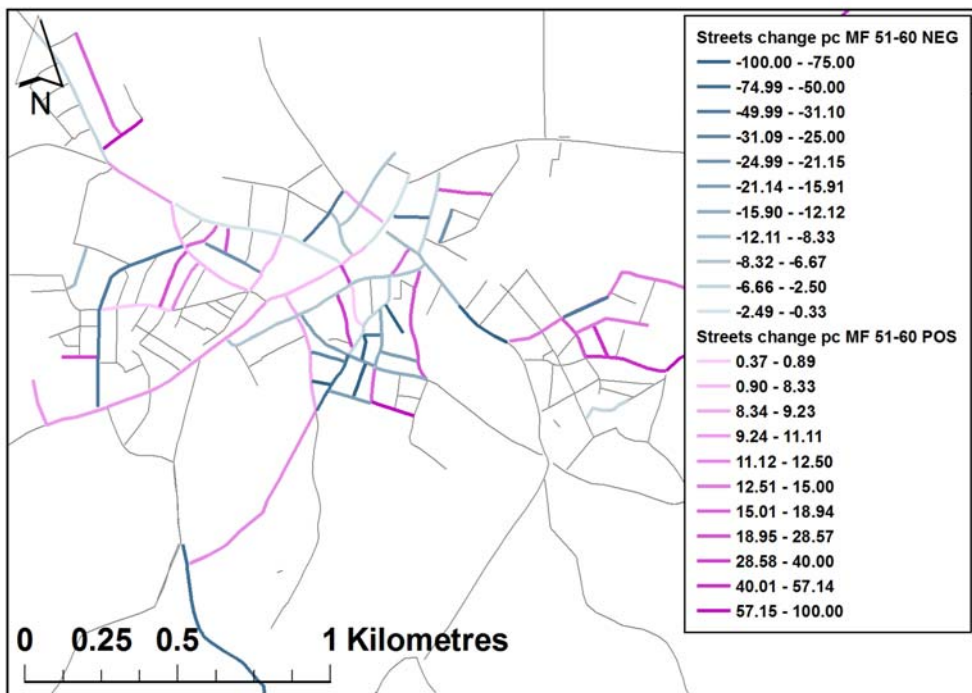 N
Streets change pc MF 51-60 NEG
-100.00 - -75.00
-74.99 - -50.00
-49.99 - -31.10
-31.09 - -25.00
-24.99 - -21.15
-21.14 - -15.91
-15.90 - -12.12
-12.11 - -8.33
-8.32 - -6.67
-6.66 - -2.50
-2.49 - -0.33
Streets change pc MF 51-60 POS
0.37 - 0.89
0.90 - 8.33
8.34 - 9.23
9.24 - 11.11
11.12 - 12.50
12.51 - 15.00
15.01 - 18.94
18.95 - 28.57
28.58 - 40.00
40.01 - 57.14
57.15 - 100.00
0 0.25 0.5 1 Kilometres